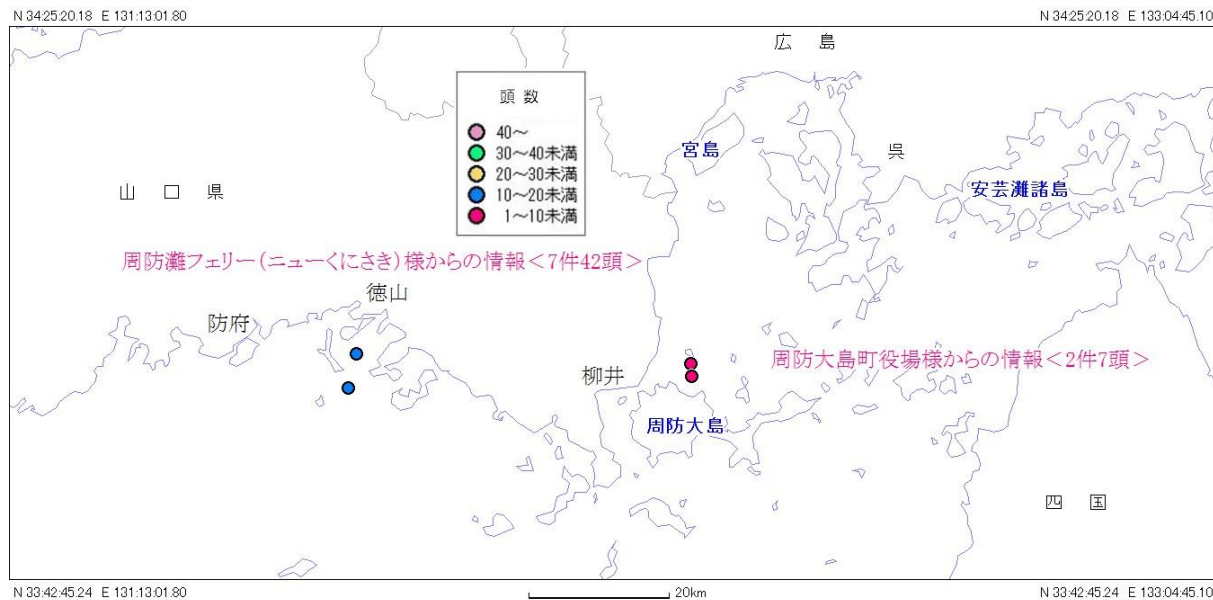 N 34:25:20.18 E 131:13:01.80
N 34:25:20.18 E 133:04:45.10
広 島
頭 数
40～
30～40未満
20～30未満
10～20未満
1～10未満
宮島
呉
安芸灘諸島
山 口 県
周防灘フェリー(ニューくにさき)様からの情報＜7件42頭＞
徳山
防府
周防大島町役場様からの情報＜2件7頭＞
柳井
周防大島
四 国
N 33:42:45.24 E 131:13:01.80
20km
N 33:42:45.24 E 133:04:45.10